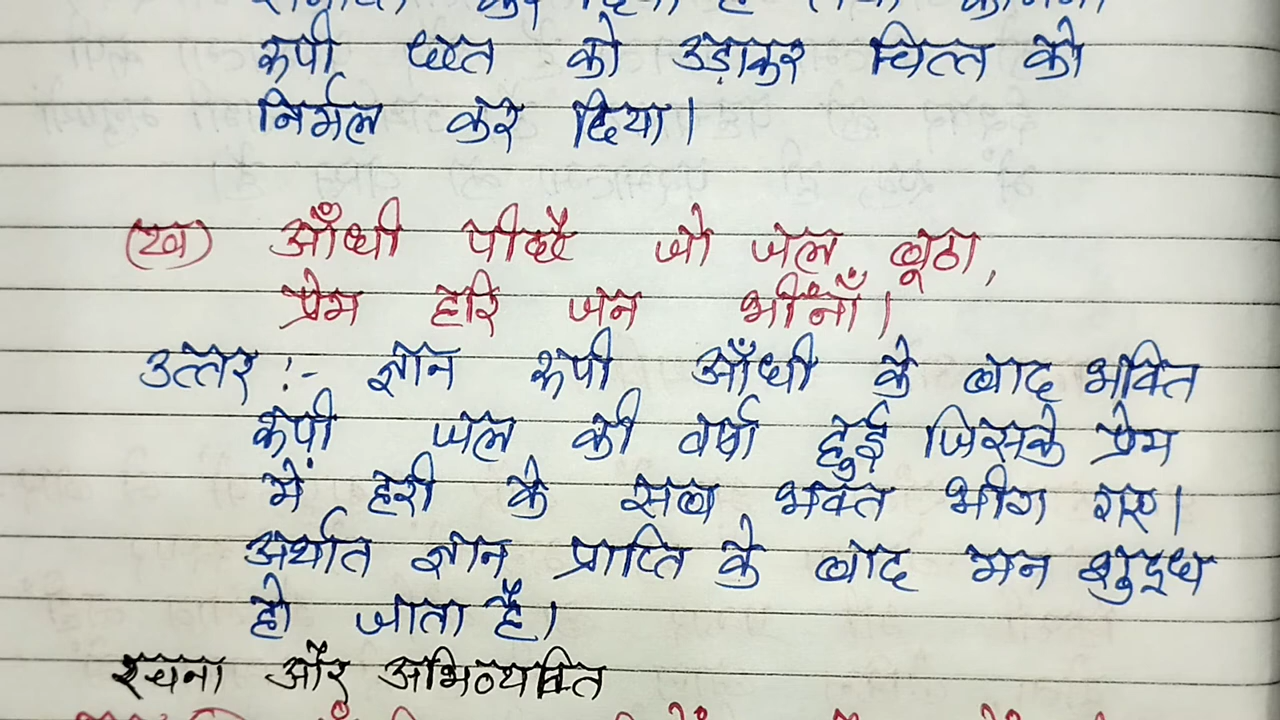 रूपी छत को उड़ाकर चित्त को
निर्मल कर दिया।
(ख) आँधी पीछै जो जल बूठा,
प्रेम हरि जन भींनाँ।
उत्तर :- ज्ञान रूपी आँधी के बाद भक्ति
रूपी जल की वर्षा हुई जिसके प्रेम
में हरी के सब भक्त भीग गए।
अर्थात ज्ञान प्राप्ति के बाद मन शुद्ध
हो जाता है।
रचना और अभिव्यक्ति